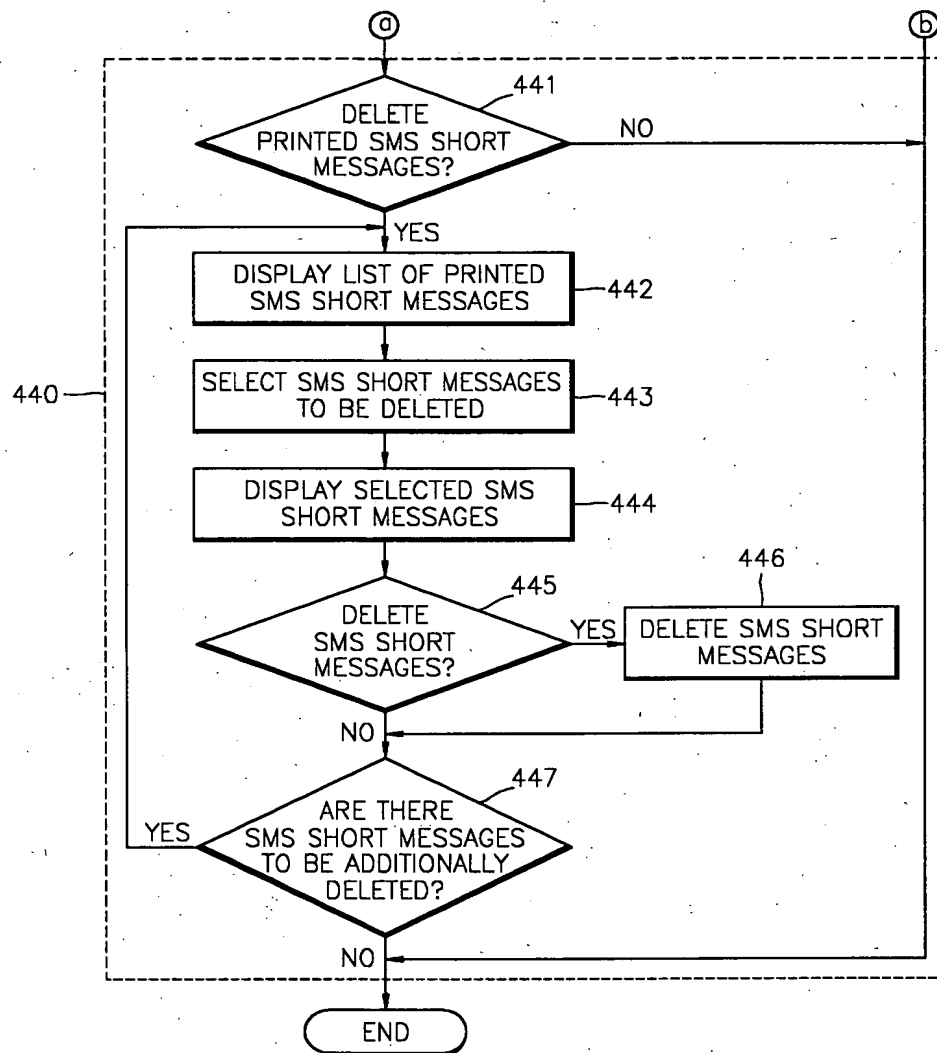 a
b
441
DELETE
PRINTED SMS SHORT
MESSAGES?
NO
YES
DISPLAY LIST OF PRINTED
SMS SHORT MESSAGES
442
440
SELECT SMS SHORT MESSAGES
TO BE DELETED
443
DISPLAY SELECTED SMS
SHORT MESSAGES
444
445
DELETE
SMS SHORT
MESSAGES?
YES
446
DELETE SMS SHORT
MESSAGES
NO
447
ARE THERE
SMS SHORT MESSAGES
TO BE ADDITIONALLY
DELETED?
YES
NO
END